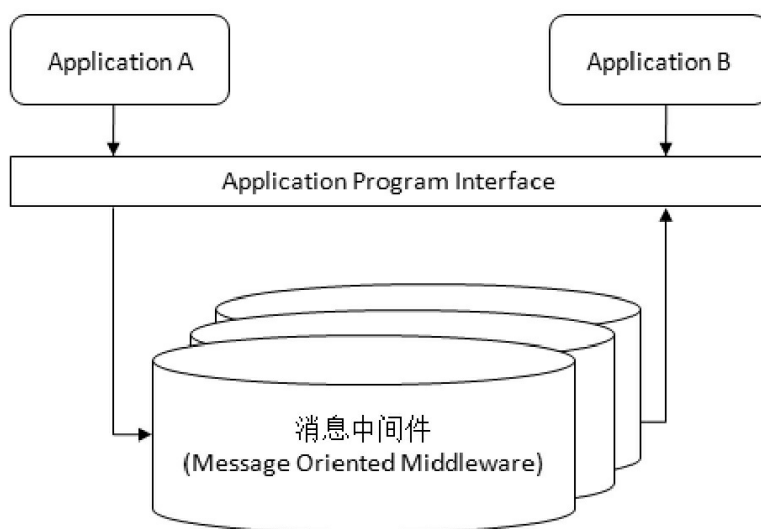 Application A
Application B
Application Program Interface
消息中间件
(Message Oriented Middleware)